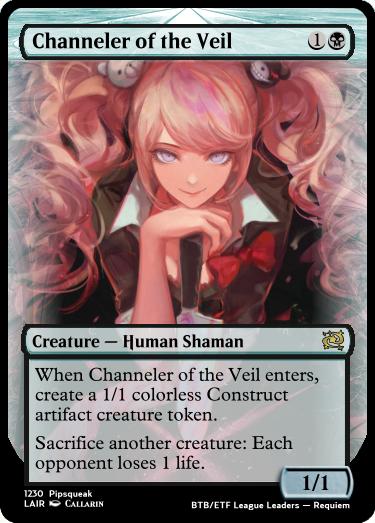 Channeler of the Veil 1
Creature — Human Shaman
When Channeler of the Veil enters,
create a 1/1 colorless Construct
artifact creature token.
Sacrifice another creature: Each
opponent loses 1 life.
1/1
1230 Pipsqueak
LAIR Callarin
BTB/ETF League Leaders — Requiem